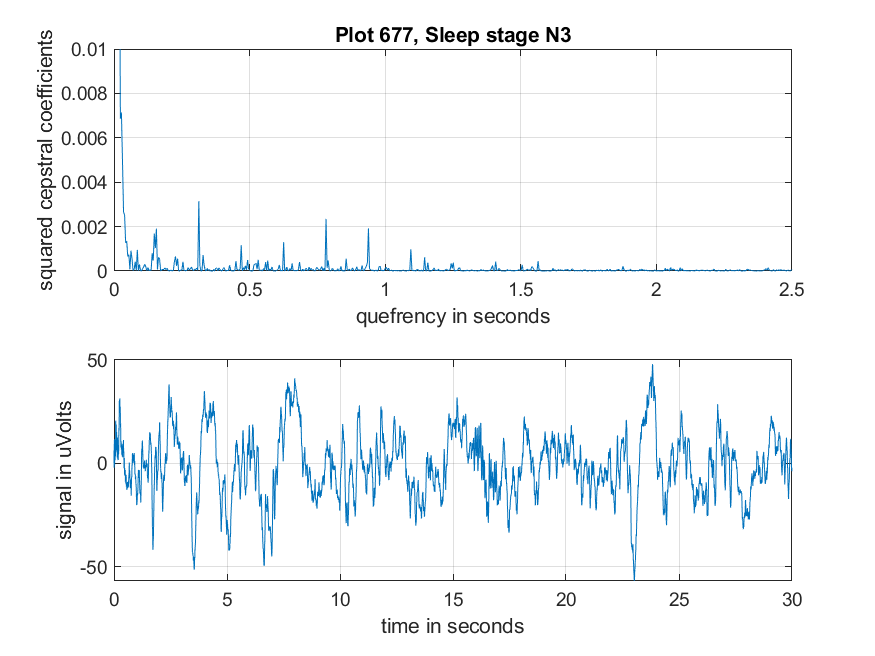 Plot 677, Sleep stage N3
squared cepstral coefficients
0.01
0.008
0.006
0.004
0.002
0
0 0.5 1 1.5 2 2.5
quefrency in seconds
signal in uVolts
50
0
-50
0 5 10 15 20 25 30
time in seconds